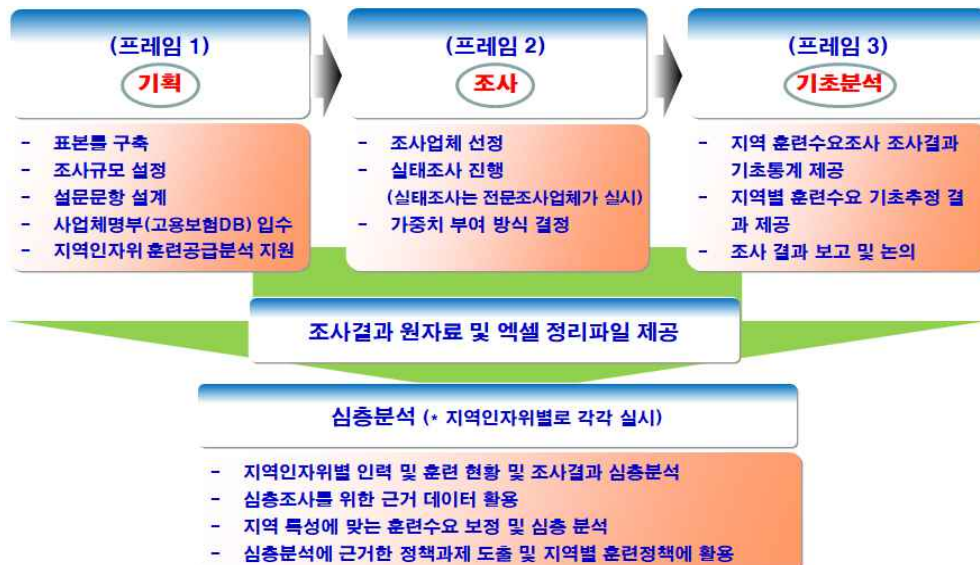 (프레임 1)
기획
- 표본틀 구축
- 조사규모 설정
- 설문문항 설계
- 사업체명부(고용보험DB) 입수
- 지역인자위 훈련공급분석 지원
(프레임 2)
조사
- 조사업체 선정
- 실태조사 진행
(실태조사는 전문조사업체가 실시)
- 가중치 부여 방식 결정
(프레임 3)
기초분석
- 지역 훈련수요조사 조사결과
기초통계 제공
- 지역별 훈련수요 기초추정 결
과 제공
- 조사 결과 보고 및 논의
조사결과 원자료 및 엑셀 정리파일 제공
심층분석 (* 지역인자위별로 각각 실시)
- 지역인자위별 인력 및 훈련 현황 및 조사결과 심층분석
- 심층조사를 위한 근거 데이터 활용
- 지역 특성에 맞는 훈련수요 보정 및 심층 분석
- 심층분석에 근거한 정책과제 도출 및 지역별 훈련정책에 활용